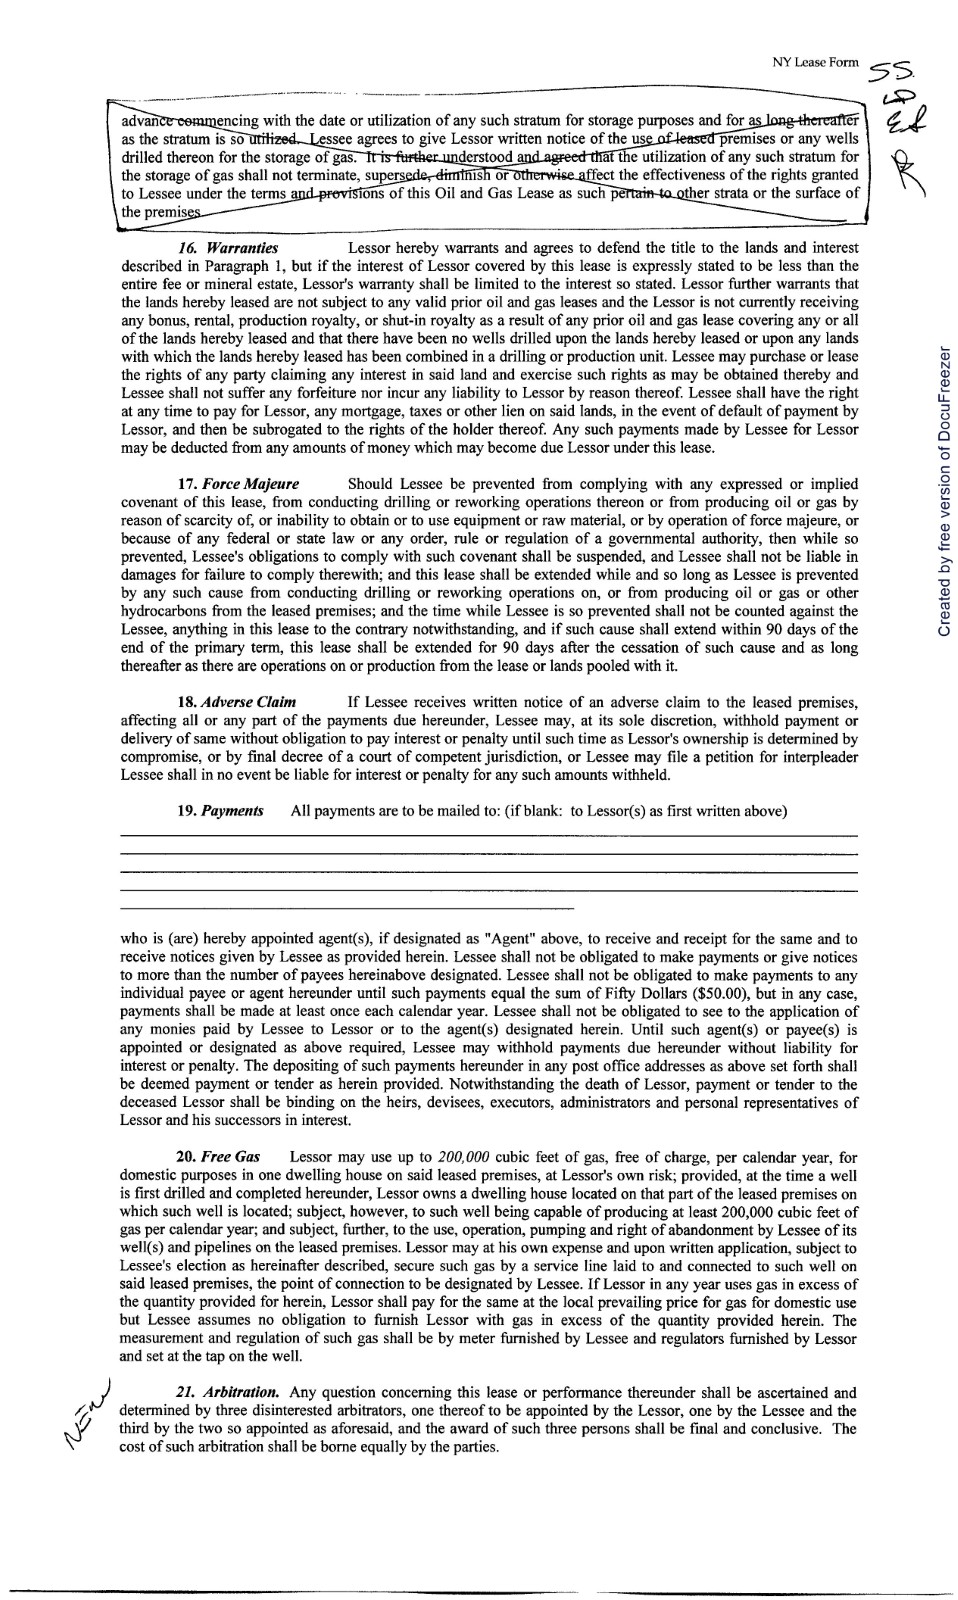 NY Lease Form
SS
advance commencing with the date or utilization of any such stratum for storage purposes and for as long thereafter
as the stratum is so utilized. Lessee agrees to give Lessor written notice of the use of leased premises or any wells
drilled thereon for the storage of gas. It is further understood and agreed that the utilization of any such stratum for
the storage of gas shall not terminate, supersede, diminish or otherwise affect the effectiveness of the rights granted
to Lessee under the terms and provisions of this Oil and Gas Lease as such pertain to other strata or the surface of
the premises.
16. Warranties Lessor hereby warrants and agrees to defend the title to the lands and interest
described in Paragraph 1, but if the interest of Lessor covered by this lease is expressly stated to be less than the
entire fee or mineral estate, Lessor's warranty shall be limited to the interest so stated. Lessor further warrants that
the lands hereby leased are not subject to any valid prior oil and gas leases and the Lessor is not currently receiving
any bonus, rental, production royalty, or shut-in royalty as a result of any prior oil and gas lease covering any or all
of the lands hereby leased and that there have been no wells drilled upon the lands hereby leased or upon any lands
with which the lands hereby leased has been combined in a drilling or production unit. Lessee may purchase or lease
the rights of any party claiming any interest in said land and exercise such rights as may be obtained thereby and
Lessee shall not suffer any forfeiture nor incur any liability to Lessor by reason thereof. Lessee shall have the right
at any time to pay for Lessor, any mortgage, taxes or other lien on said lands, in the event of default of payment by
Lessor, and then be subrogated to the rights of the holder thereof. Any such payments made by Lessee for Lessor
may be deducted from any amounts of money which may become due Lessor under this lease.
17. Force Majeure Should Lessee be prevented from complying with any expressed or implied
covenant of this lease, from conducting drilling or reworking operations thereon or from producing oil or gas by
reason of scarcity of, or inability to obtain or to use equipment or raw material, or by operation of force majeure, or
because of any federal or state law or any order, rule or regulation of a governmental authority, then while so
prevented, Lessee's obligations to comply with such covenant shall be suspended, and Lessee shall not be liable in
damages for failure to comply therewith; and this lease shall be extended while and so long as Lessee is prevented
by any such cause from conducting drilling or reworking operations on, or from producing oil or gas or other
hydrocarbons from the leased premises; and the time while Lessee is so prevented shall not be counted against the
Lessee, anything in this lease to the contrary notwithstanding, and if such cause shall extend within 90 days of the
end of the primary term, this lease shall be extended for 90 days after the cessation of such cause and as long
thereafter as there are operations on or production from the lease or lands pooled with it.
18. Adverse Claim If Lessee receives written notice of an adverse claim to the leased premises,
affecting all or any part of the payments due hereunder, Lessee may, at its sole discretion, withhold payment or
delivery of same without obligation to pay interest or penalty until such time as Lessor's ownership is determined by
compromise, or by final decree of a court of competent jurisdiction, or Lessee may file a petition for interpleader
Lessee shall in no event be liable for interest or penalty for any such amounts withheld.
19. Payments All payments are to be mailed to: (if blank: to Lessor(s) as first written above)
who is (are) hereby appointed agent(s), if designated as "Agent" above, to receive and receipt for the same and to
receive notices given by Lessee as provided herein. Lessee shall not be obligated to make payments or give notices
to more than the number of payees hereinabove designated. Lessee shall not be obligated to make payments to any
individual payee or agent hereunder until such payments equal the sum of Fifty Dollars ($50.00), but in any case,
payments shall be made at least once each calendar year. Lessee shall not be obligated to see to the application of
any monies paid by Lessee to Lessor or to the agent(s) designated herein. Until such agent(s) or payee(s) is
appointed or designated as above required, Lessee may withhold payments due hereunder without liability for
interest or penalty. The depositing of such payments hereunder in any post office addresses as above set forth shall
be deemed payment or tender as herein provided. Notwithstanding the death of Lessor, payment or tender to the
deceased Lessor shall be binding on the heirs, devisees, executors, administrators and personal representatives of
Lessor and his successors in interest.
20. Free Gas Lessor may use up to 200,000 cubic feet of gas, free of charge, per calendar year, for
domestic purposes in one dwelling house on said leased premises, at Lessor's own risk; provided, at the time a well
is first drilled and completed hereunder, Lessor owns a dwelling house located on that part of the leased premises on
which such well is located; subject, however, to such well being capable of producing at least 200,000 cubic feet of
gas per calendar year; and subject, further, to the use, operation, pumping and right of abandonment by Lessee of its
well(s) and pipelines on the leased premises. Lessor may at his own expense and upon written application, subject to
Lessee's election as hereinafter described, secure such gas by a service line laid to and connected to such well on
said leased premises, the point of connection to be designated by Lessee. If Lessor in any year uses gas in excess of
the quantity provided for herein, Lessor shall pay for the same at the local prevailing price for gas for domestic use
but Lessee assumes no obligation to furnish Lessor with gas in excess of the quantity provided herein. The
measurement and regulation of such gas shall be by meter furnished by Lessee and regulators furnished by Lessor
and set at the tap on the well.
NEW
21. Arbitration. Any question concerning this lease or performance thereunder shall be ascertained and
determined by three disinterested arbitrators, one thereof to be appointed by the Lessor, one by the Lessee and the
third by the two so appointed as aforesaid, and the award of such three persons shall be final and conclusive. The
cost of such arbitration shall be borne equally by the parties.
Created by free version of DocuFreezer